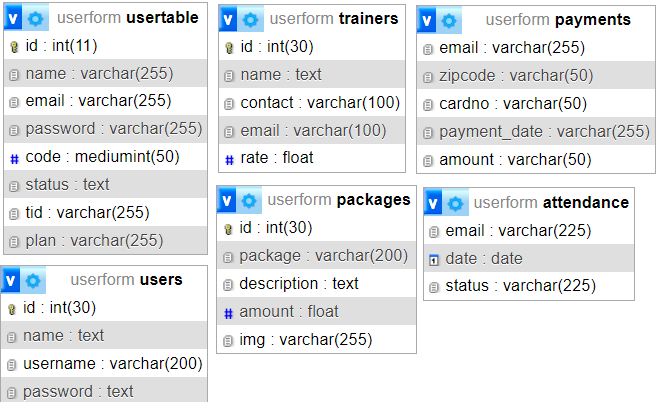 v userform usertable
id : int(11)
name : varchar(255)
email : varchar(255)
password : varchar(255)
# code : mediumint(50)
status : text
tid : varchar(255)
plan : varchar(255)
v userform users
id : int(30)
name : text
username : varchar(200)
password : text
v userform trainers
id : int(30)
name : text
contact : varchar(100)
email : varchar(100)
# rate : float
v userform packages
id : int(30)
package : varchar(200)
description : text
# amount : float
img : varchar(255)
v userform payments
email : varchar(255)
zipcode : varchar(50)
cardno : varchar(50)
payment_date : varchar(255)
amount : varchar(50)
v userform attendance
email : varchar(225)
date : date
status : varchar(225)